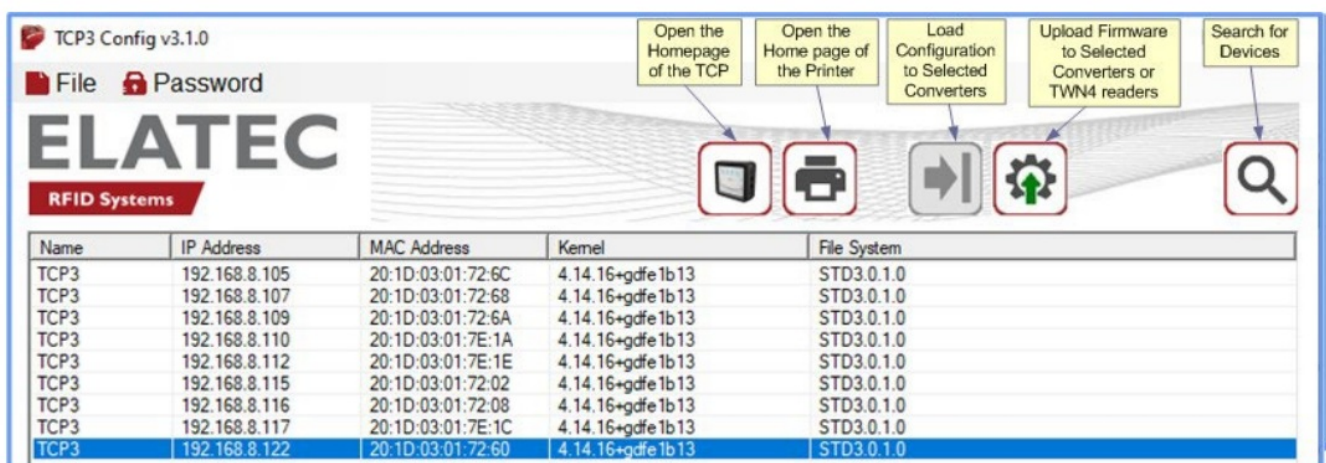 TCP3 Config v3.1.0
Open the
Homepage
of the TCP
Open the
Home page of
the Printer
Load
Configuration
to Selected
Converters
Upload Firmware
to Selected
Converters or
TWN4 readers
Search for
Devices
File Password
ELATEC
RFID Systems
Name IP Address MAC Address Kernel File System
TCP3 192.168.8.105 20:1D:03:01:72:6C 4.14.16+gdfe1b13 STD3.0.1.0
TCP3 192.168.8.107 20:1D:03:01:72:68 4.14.16+gdfe1b13 STD3.0.1.0
TCP3 192.168.8.109 20:1D:03:01:72:6A 4.14.16+gdfe1b13 STD3.0.1.0
TCP3 192.168.8.110 20:1D:03:01:7E:1A 4.14.16+gdfe1b13 STD3.0.1.0
TCP3 192.168.8.112 20:1D:03:01:7E:1E 4.14.16+gdfe1b13 STD3.0.1.0
TCP3 192.168.8.115 20:1D:03:01:72:02 4.14.16+gdfe1b13 STD3.0.1.0
TCP3 192.168.8.116 20:1D:03:01:72:08 4.14.16+gdfe1b13 STD3.0.1.0
TCP3 192.168.8.117 20:1D:03:01:7E:1C 4.14.16+gdfe1b13 STD3.0.1.0
TCP3 192.168.8.122 20:1D:03:01:72:60 4.14.16+gdfe1b13 STD3.0.1.0